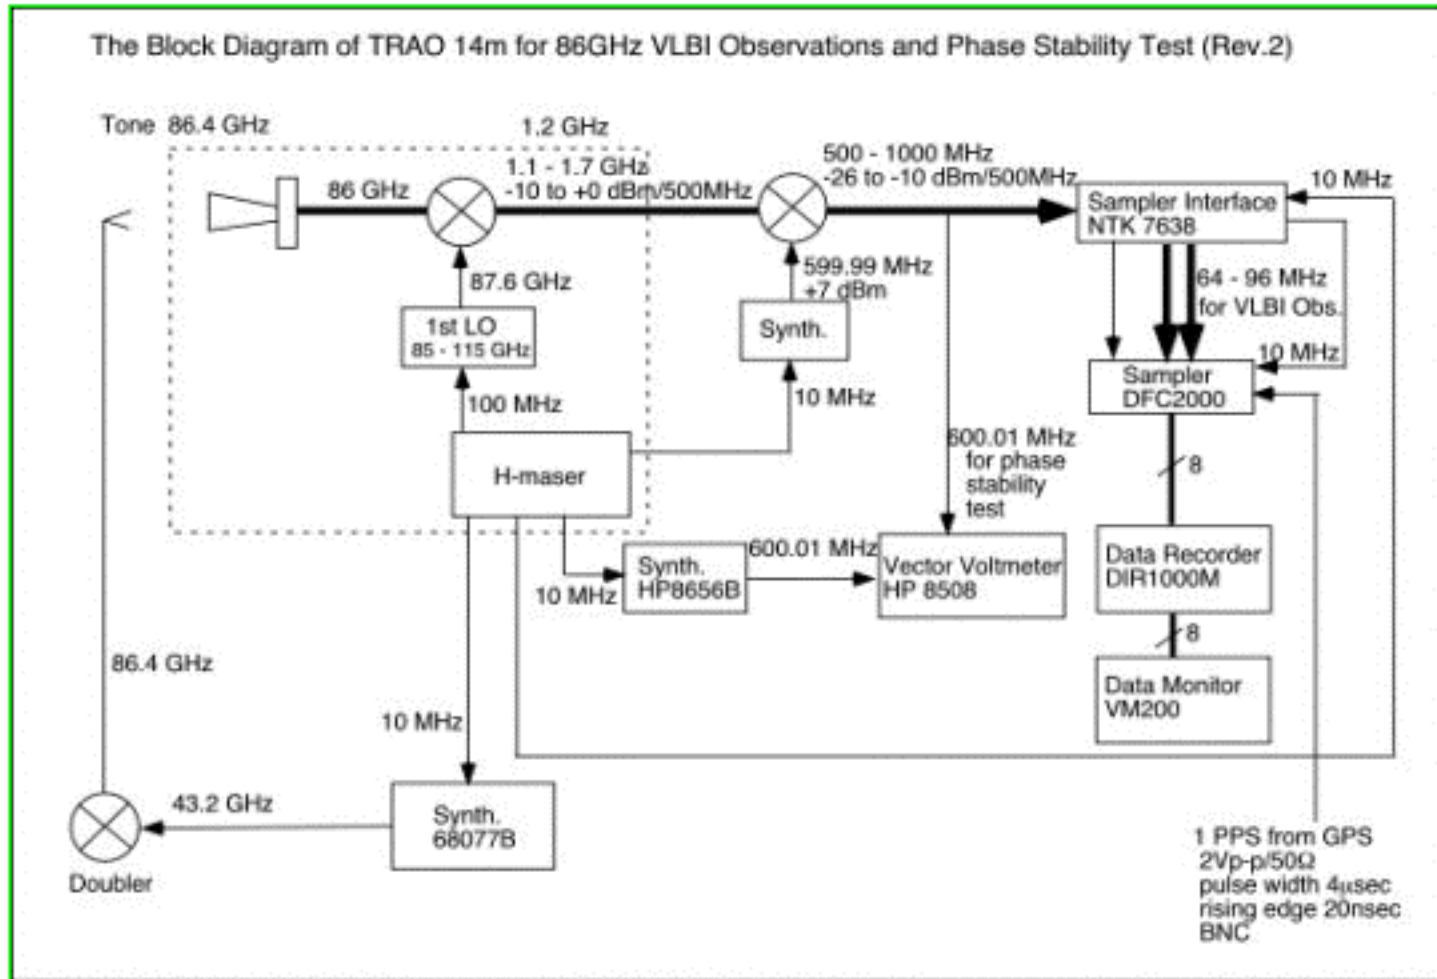 The Block Diagram of TRAO 14m for 86GHz VLBI Observations and Phase Stability Test (Rev.2)
Tone 86.4 GHz
1.2 GHz
1.1 - 1.7 GHz
-10 to +0 dBm/500MHz
500 - 1000 MHz
-26 to -10 dBm/500MHz
10 MHz
86 GHz
Sampler Interface
NTK 7638
87.6 GHz
599.99 MHz
+7 dBm
64 - 96 MHz
for VLBI Obs.
1st LO
85 - 115 GHz
Synth.
10 MHz
Sampler
DFC2000
100 MHz
10 MHz
H-maser
600.01 MHz
for phase
stability
test
8
Synth.
HP8656B
600.01 MHz
10 MHz
Vector Voltmeter
HP 8508
Data Recorder
DIR1000M
8
86.4 GHz
Data Monitor
VM200
10 MHz
43.2 GHz
Synth.
68077B
Doubler
1 PPS from GPS
2Vp-p/50Ω
pulse width 4μsec
rising edge 20nsec
BNC